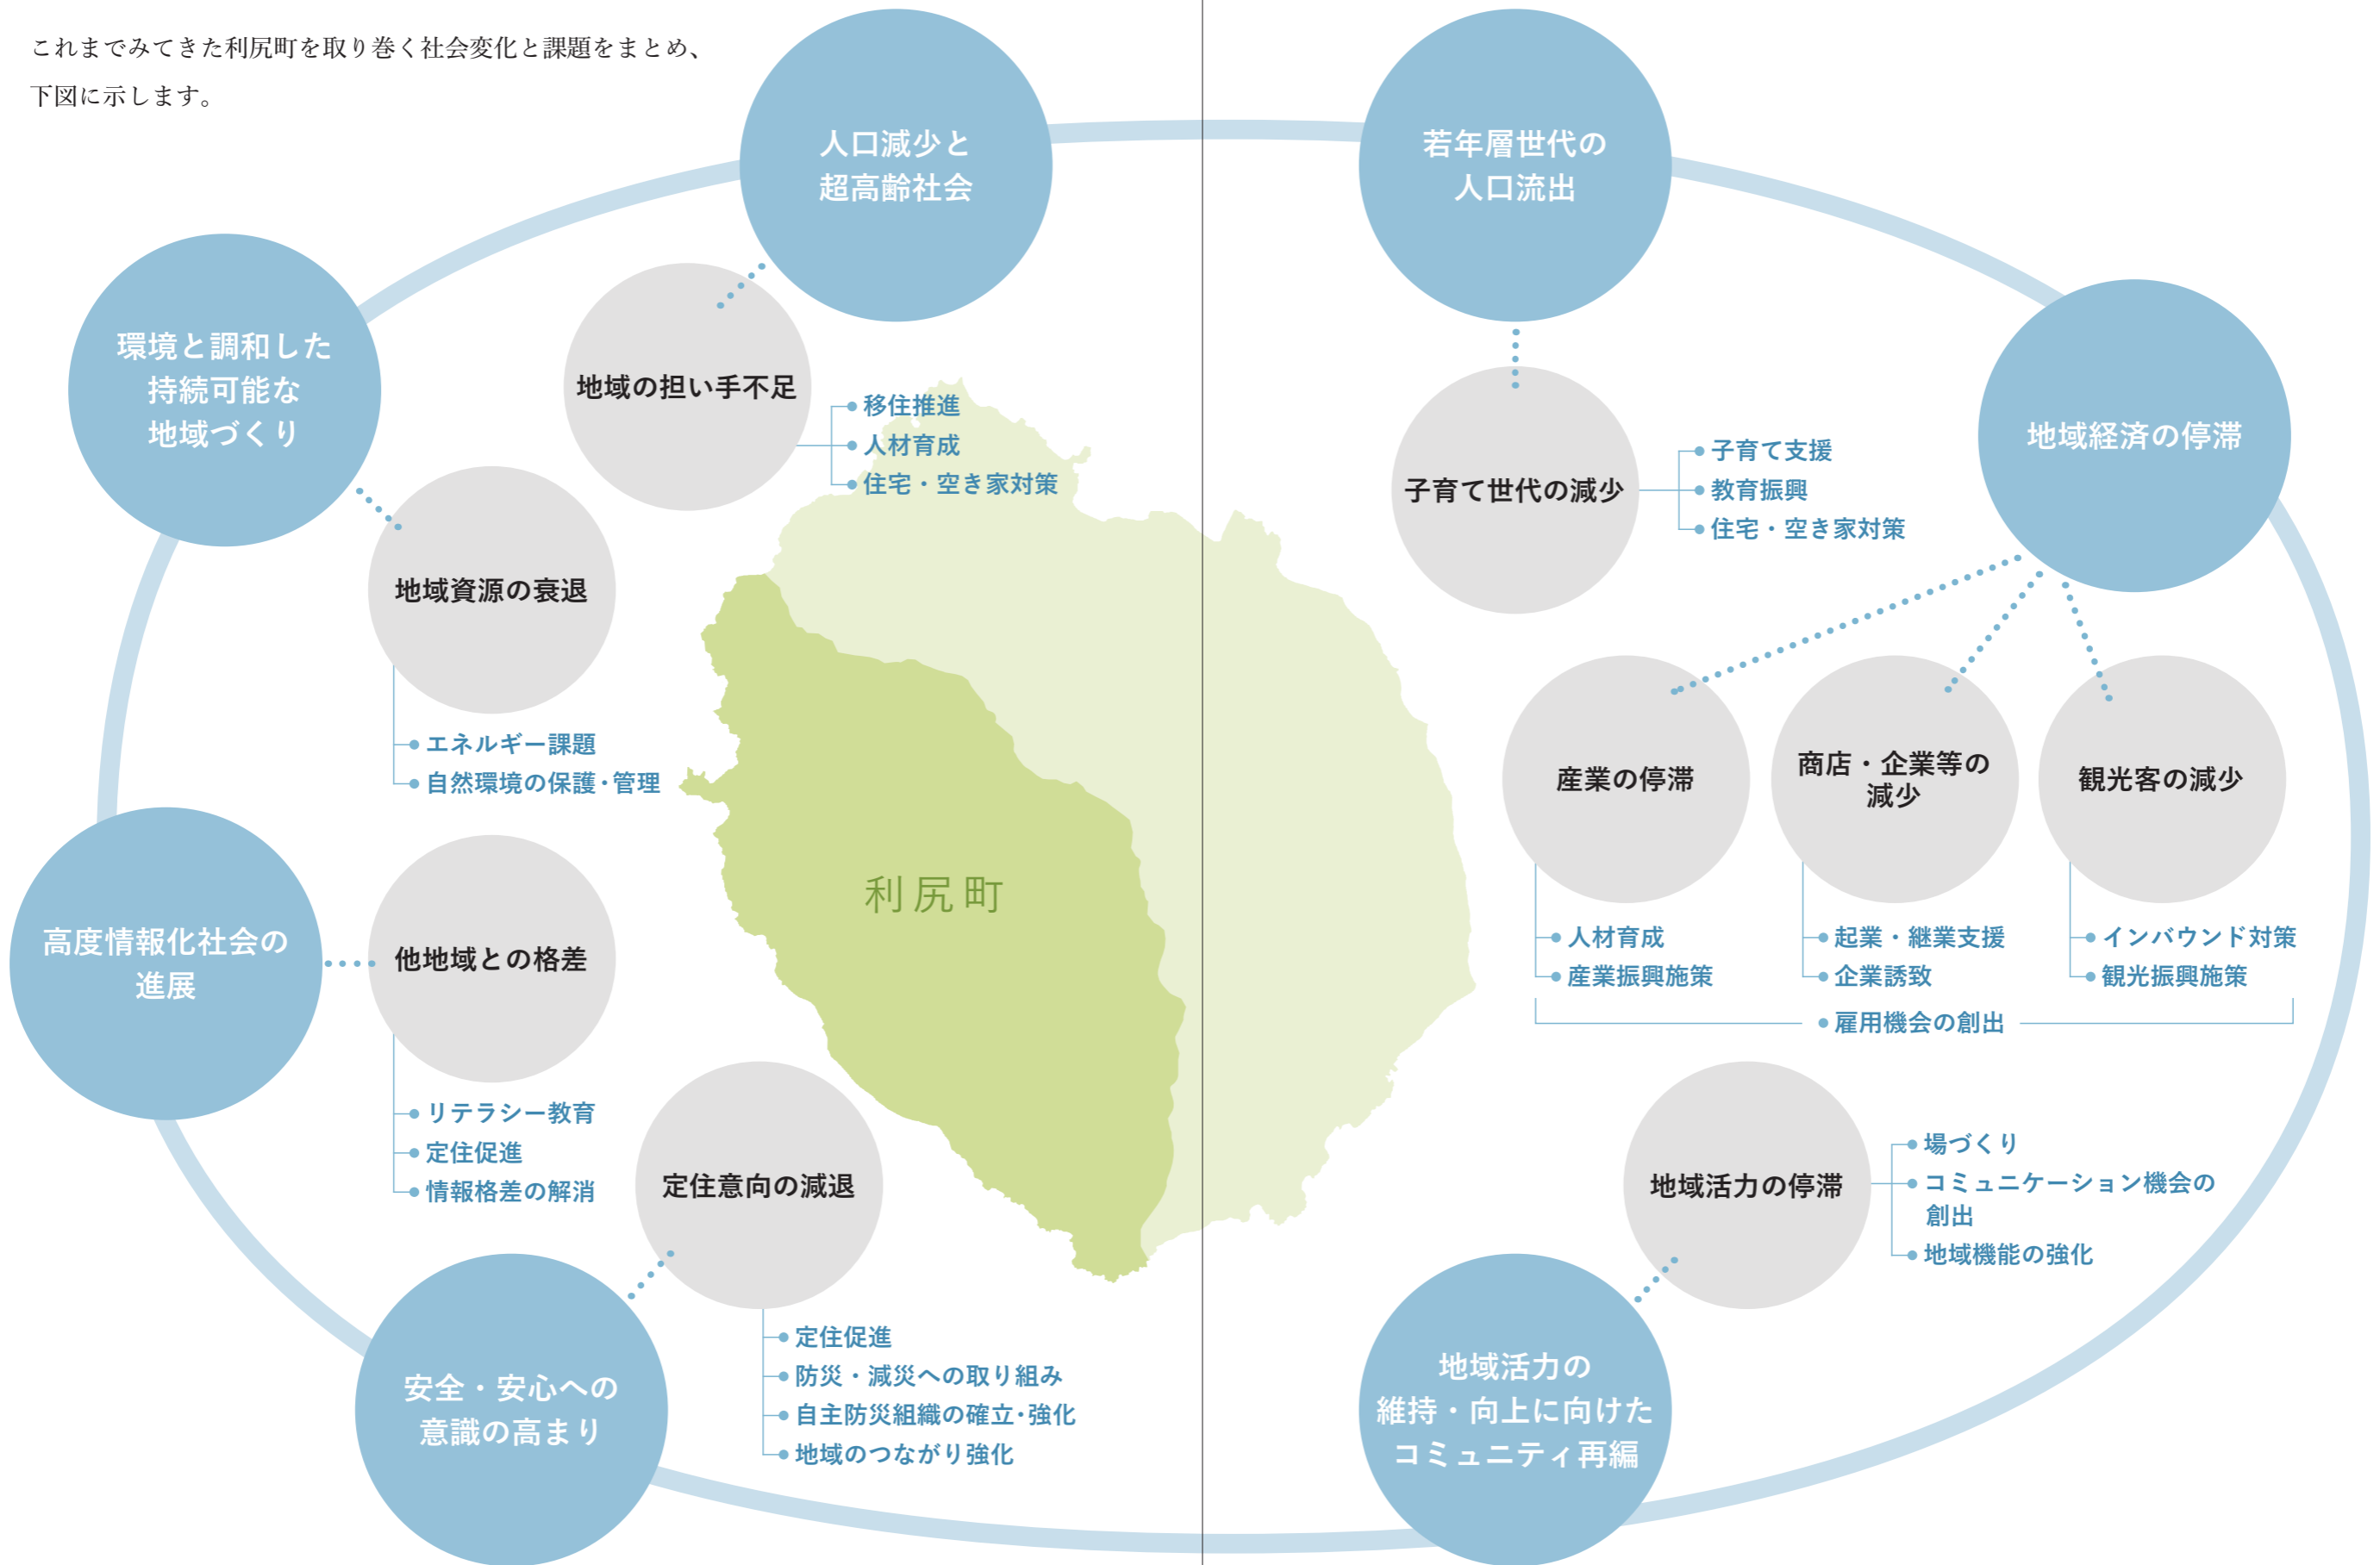 これまでみてきた利尻町を取り巻く社会変化と課題をまとめ、
下図に示します。
人口減少と
超高齢社会
地域の担い手不足
移住推進
人材育成
住宅・空き家対策
環境と調和した
持続可能な
地域づくり
地域資源の衰退
エネルギー課題
自然環境の保護・管理
高度情報化社会の
進展
他地域との格差
リテラシー教育
定住促進
情報格差の解消
安全・安心への
意識の高まり
定住意向の減退
定住促進
防災・減災への取り組み
自主防災組織の確立・強化
地域のつながり強化
利尻町
若年層世代の
人口流出
子育て世代の減少
子育て支援
教育振興
住宅・空き家対策
地域経済の停滞
産業の停滞
人材育成
産業振興施策
商店・企業等の
減少
起業・継業支援
企業誘致
観光客の減少
インバウンド対策
観光振興施策
雇用機会の創出
地域活力の停滞
場づくり
コミュニケーション機会の
創出
地域機能の強化
地域活力の
維持・向上に向けた
コミュニティ再編